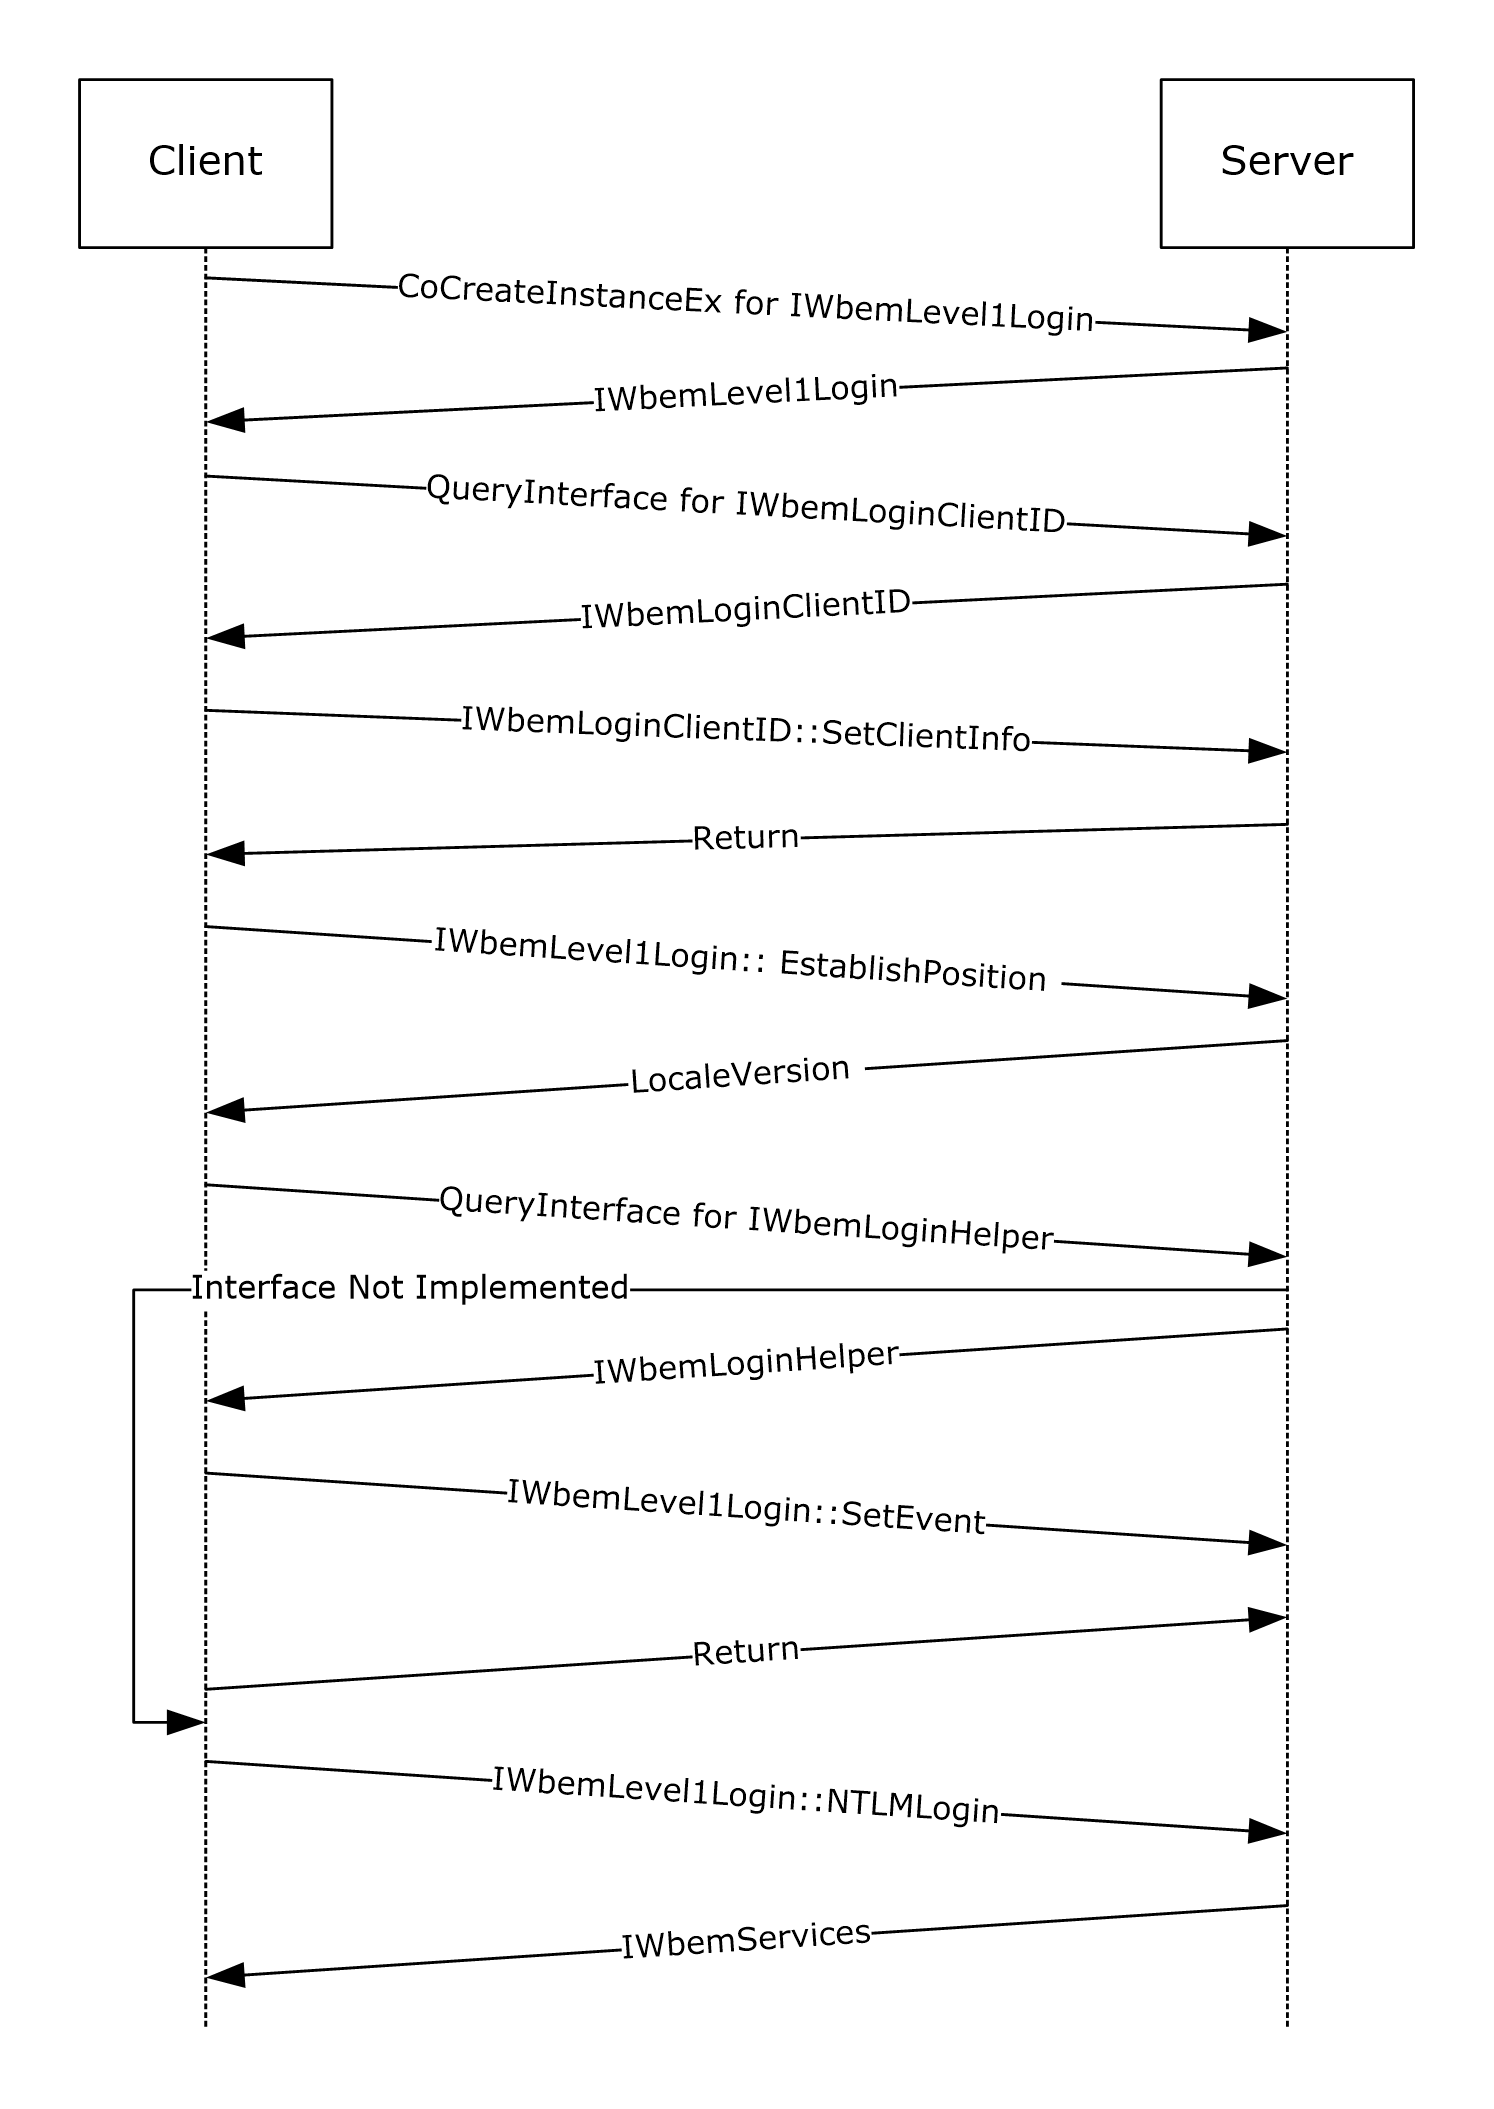 Client
Server
CoCreateInstanceEx for IWbemLevel1Login
IWbemLevel1Login
QueryInterface for IWbemLoginClientID
IWbemLoginClientID
IWbemLoginClientID::SetClientInfo
Return
IWbemLevel1Login:: EstablishPosition
LocaleVersion
QueryInterface for IWbemLoginHelper
Interface Not Implemented
IWbemLoginHelper
IWbemLevel1Login::SetEvent
Return
IWbemLevel1Login::NTLMLogin
IWbemServices